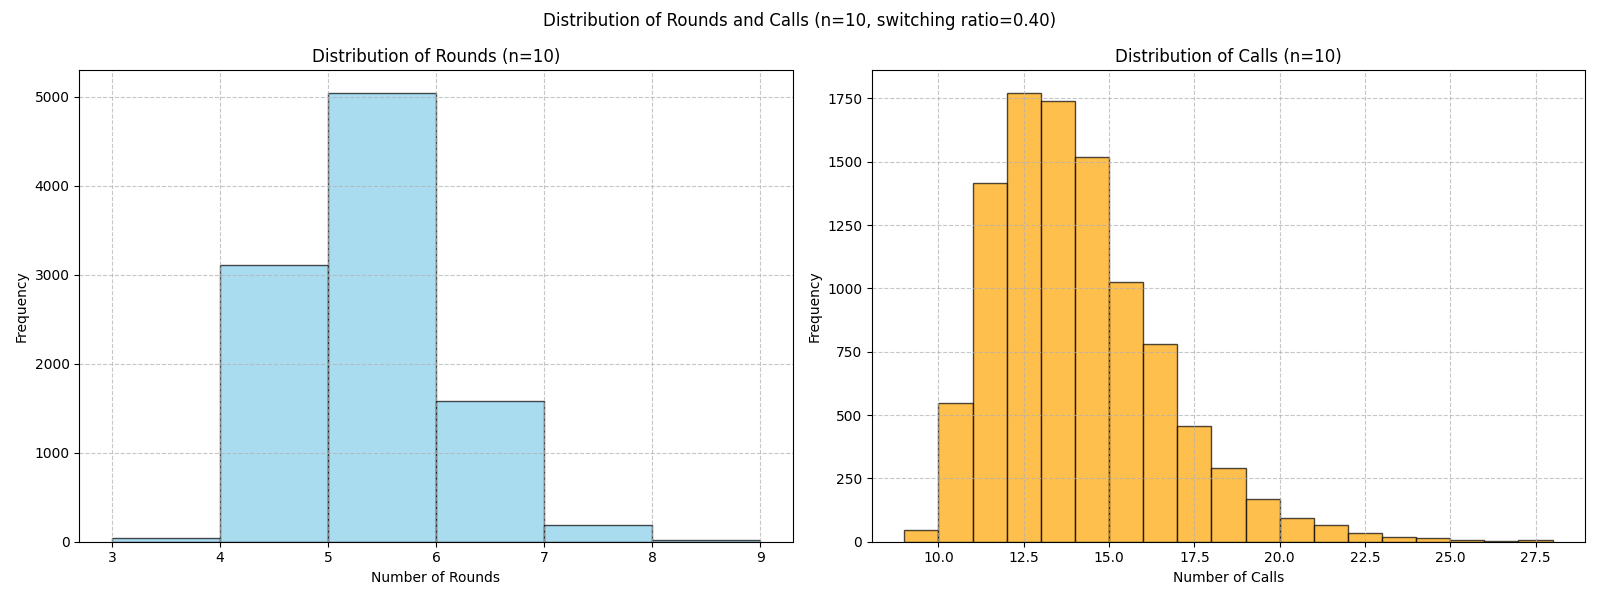 Distribution of Rounds and Calls (n=10, switching ratio=0.40)
Distribution of Rounds (n=10)
5000
4000
3000
2000
1000
0
Frequency
3 4 5 6 7 8 9
Number of Rounds
Distribution of Calls (n=10)
1750
1500
1250
1000
750
500
250
0
Frequency
10.0 12.5 15.0 17.5 20.0 22.5 25.0 27.5
Number of Calls